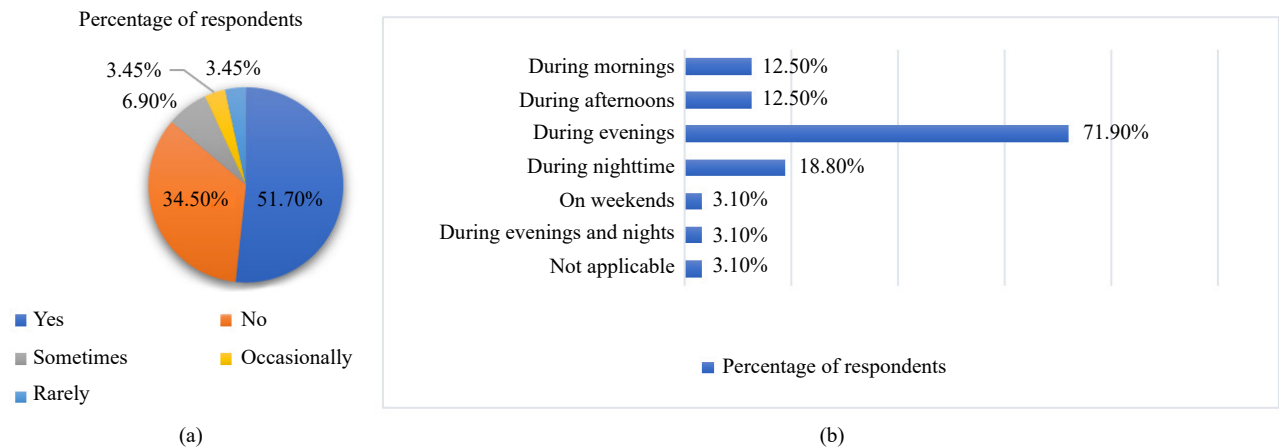 Percentage of respondents
3.45%
3.45%
6.90%
34.50%
51.70%
Yes
No
Sometimes
Occasionally
Rarely
(a)
During mornings
12.50%
During afternoons
12.50%
During evenings
71.90%
During nighttime
18.80%
On weekends
3.10%
During evenings and nights
3.10%
Not applicable
3.10%
Percentage of respondents
(b)